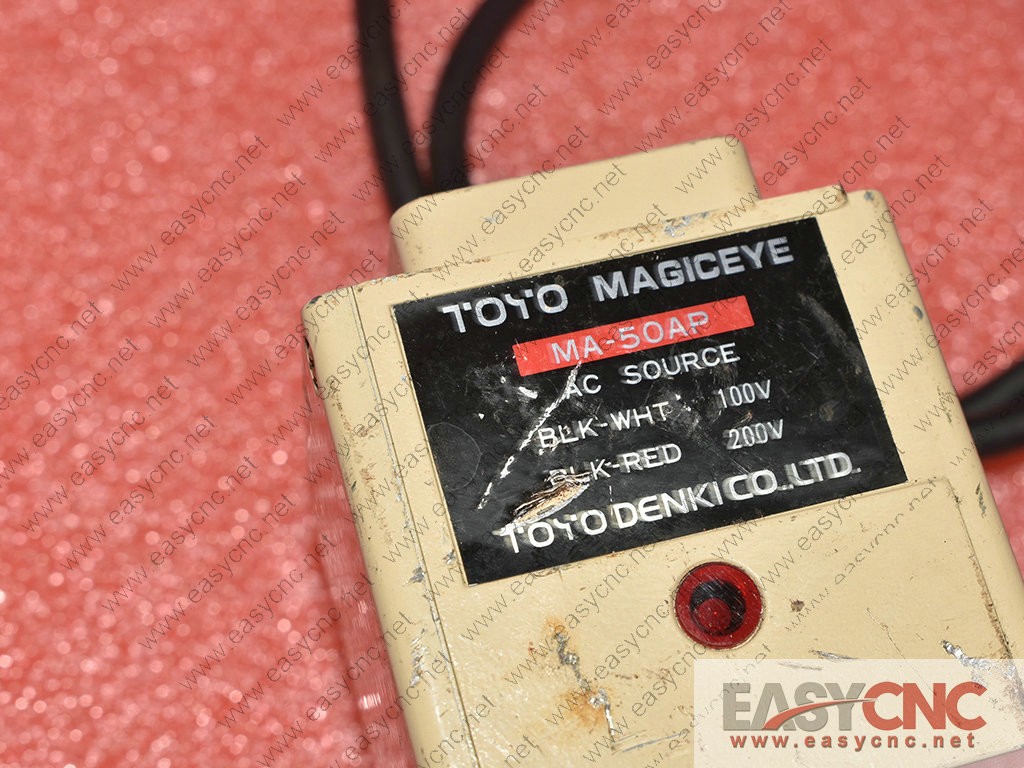 TOYO MAGICEYE
MA-50AP
AC SOURCE
BLK-WHT 100V
BLK-RED 200V
TOYO DENKI CO.,LTD.
EASYCNC
www.easycnc.net